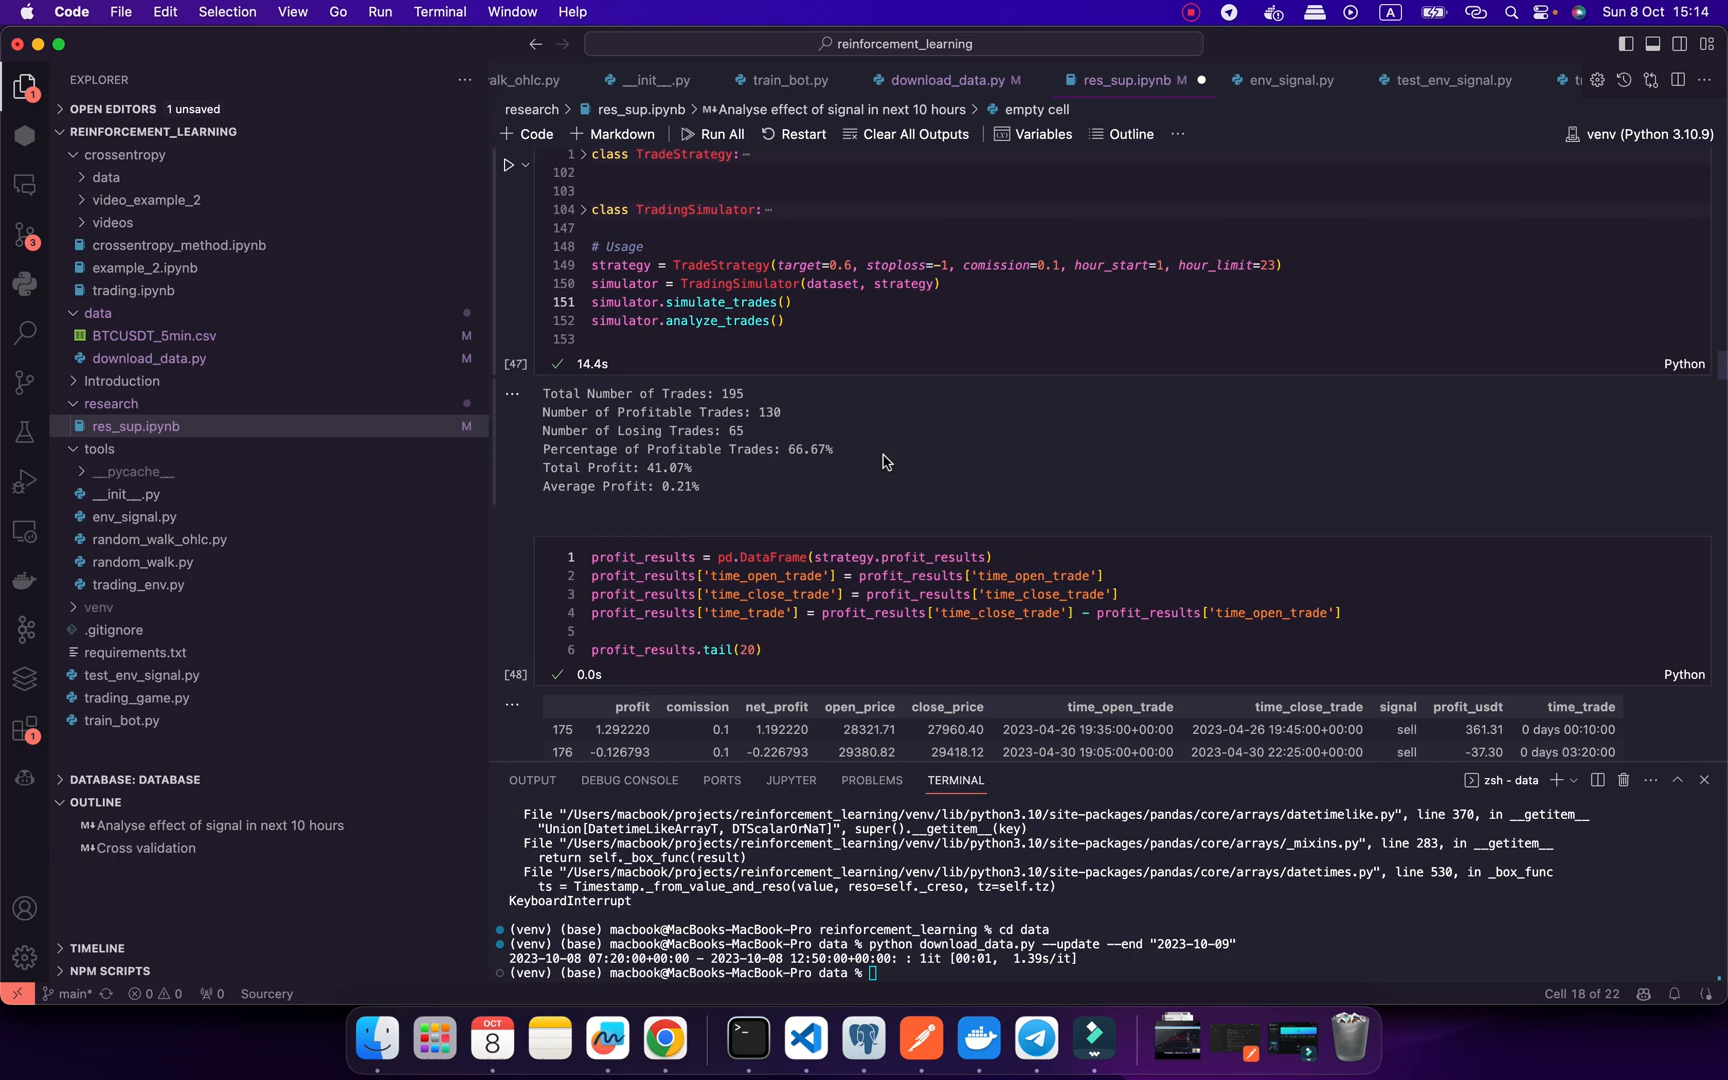 Code File Edit Selection View Go Run Terminal Window Help
A
Sun 8 Oct 15:14
reinforcement_learning
EXPLORER
OPEN EDITORS 1 unsaved
REINFORCEMENT_LEARNING
crossentropy
data
video_example_2
videos
crossentropy_method.ipynb
example_2.ipynb
trading.ipynb
data
BTCUSDT_5min.csv M
download_data.py M
Introduction
research
res_sup.ipynb M
tools
__pycache__
__init__.py
env_signal.py
random_walk_ohlc.py
random_walk.py
trading_env.py
venv
.gitignore
requirements.txt
test_env_signal.py
trading_game.py
train_bot.py
DATABASE: DATABASE
OUTLINE
M↓Analyse effect of signal in next 10 hours
M↓Cross validation
TIMELINE
NPM SCRIPTS
1
3
1
alk_ohlc.py __init__.py train_bot.py download_data.py M res_sup.ipynb M env_signal.py test_env_signal.py
research > res_sup.ipynb > M↓Analyse effect of signal in next 10 hours > empty cell
+ Code + Markdown Run All Restart Clear All Outputs Variables Outline ··· venv (Python 3.10.9)
1 class TradeStrategy:
102
103
104 class TradingSimulator:
147
148 # Usage
149 strategy = TradeStrategy(target=0.6, stoploss=-1, comission=0.1, hour_start=1, hour_limit=23)
150 simulator = TradingSimulator(dataset, strategy)
151 simulator.simulate_trades()
152 simulator.analyze_trades()
153
[47] ✓ 14.4s Python
Total Number of Trades: 195
Number of Profitable Trades: 130
Number of Losing Trades: 65
Percentage of Profitable Trades: 66.67%
Total Profit: 41.07%
Average Profit: 0.21%
1 profit_results = pd.DataFrame(strategy.profit_results)
2 profit_results['time_open_trade'] = profit_results['time_open_trade']
3 profit_results['time_close_trade'] = profit_results['time_close_trade']
4 profit_results['time_trade'] = profit_results['time_close_trade'] - profit_results['time_open_trade']
5
6 profit_results.tail(20)
[48] ✓ 0.0s Python
profit comission net_profit open_price close_price time_open_trade time_close_trade signal profit_usdt time_trade
175 1.292220 0.1 1.192220 28321.71 27960.40 2023-04-26 19:35:00+00:00 2023-04-26 19:45:00+00:00 sell 361.31 0 days 00:10:00
176 -0.126793 0.1 -0.226793 29380.82 29418.12 2023-04-30 19:05:00+00:00 2023-04-30 22:25:00+00:00 sell -37.30 0 days 03:20:00
OUTPUT DEBUG CONSOLE PORTS JUPYTER PROBLEMS TERMINAL zsh - data
File "/Users/macbook/projects/reinforcement_learning/venv/lib/python3.10/site-packages/pandas/core/arrays/datetimelike.py", line 370, in __getitem__
"Union[DatetimeLikeArrayT, DTScalarOrNaT]", super().__getitem__(key)
File "/Users/macbook/projects/reinforcement_learning/venv/lib/python3.10/site-packages/pandas/core/arrays/_mixins.py", line 283, in __getitem__
return self._box_func(result)
File "/Users/macbook/projects/reinforcement_learning/venv/lib/python3.10/site-packages/pandas/core/arrays/datetimes.py", line 530, in _box_func
ts = Timestamp._from_value_and_reso(value, reso=self._creso, tz=self.tz)
KeyboardInterrupt
(venv) (base) macbook@MacBooks-MacBook-Pro reinforcement_learning % cd data
(venv) (base) macbook@MacBooks-MacBook-Pro data % python download_data.py --update --end "2023-10-09"
2023-10-08 07:20:00+00:00 - 2023-10-08 12:50:00+00:00: : 1it [00:01, 1.39s/it]
(venv) (base) macbook@MacBooks-MacBook-Pro data %
main* 0 0 0 Sourcery
Cell 18 of 22
OCT
8